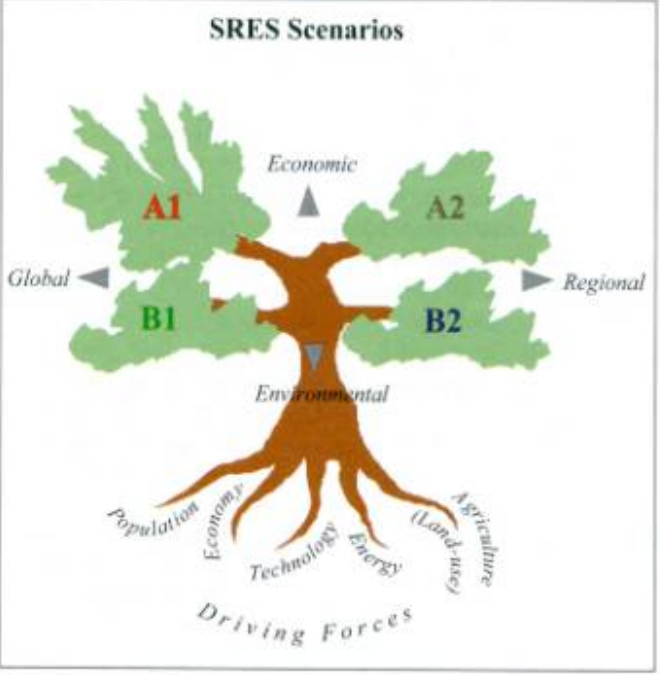 SRES Scenarios
Economic
A1
A2
Global
Regional
B1
B2
Environmental
Population
Economy
Technology
Energy
(Land-use)
Agriculture
Driving Forces